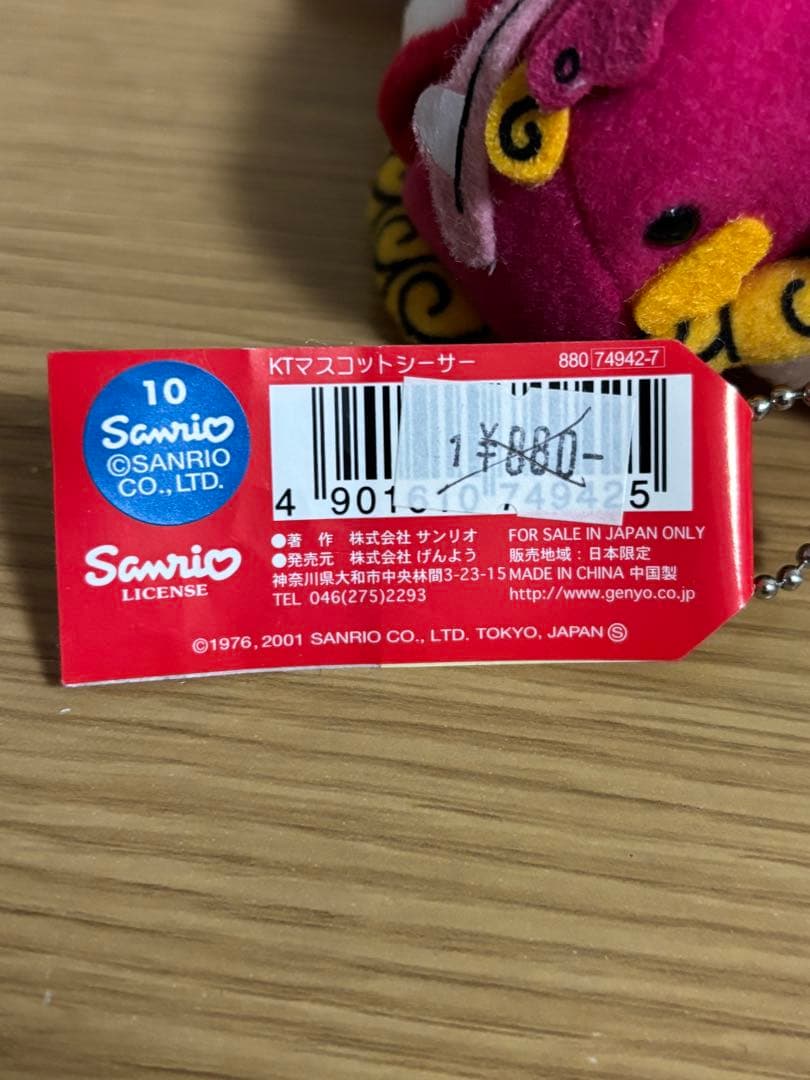 KTマスコットシーサー 880 74942-7
10
Sanrio
©SANRIO
CO., LTD.
1 ¥880-
4 901610 749425
Sanrio
LICENSE
●著 作 株式会社 サンリオ FOR SALE IN JAPAN ONLY
●発売元 株式会社 げんよう 販売地域：日本限定
神奈川県大和市中央林間3-23-15 MADE IN CHINA 中国製
TEL 046(275)2293 http://www.genyo.co.jp
©1976, 2001 SANRIO CO., LTD. TOKYO, JAPAN Ⓢ